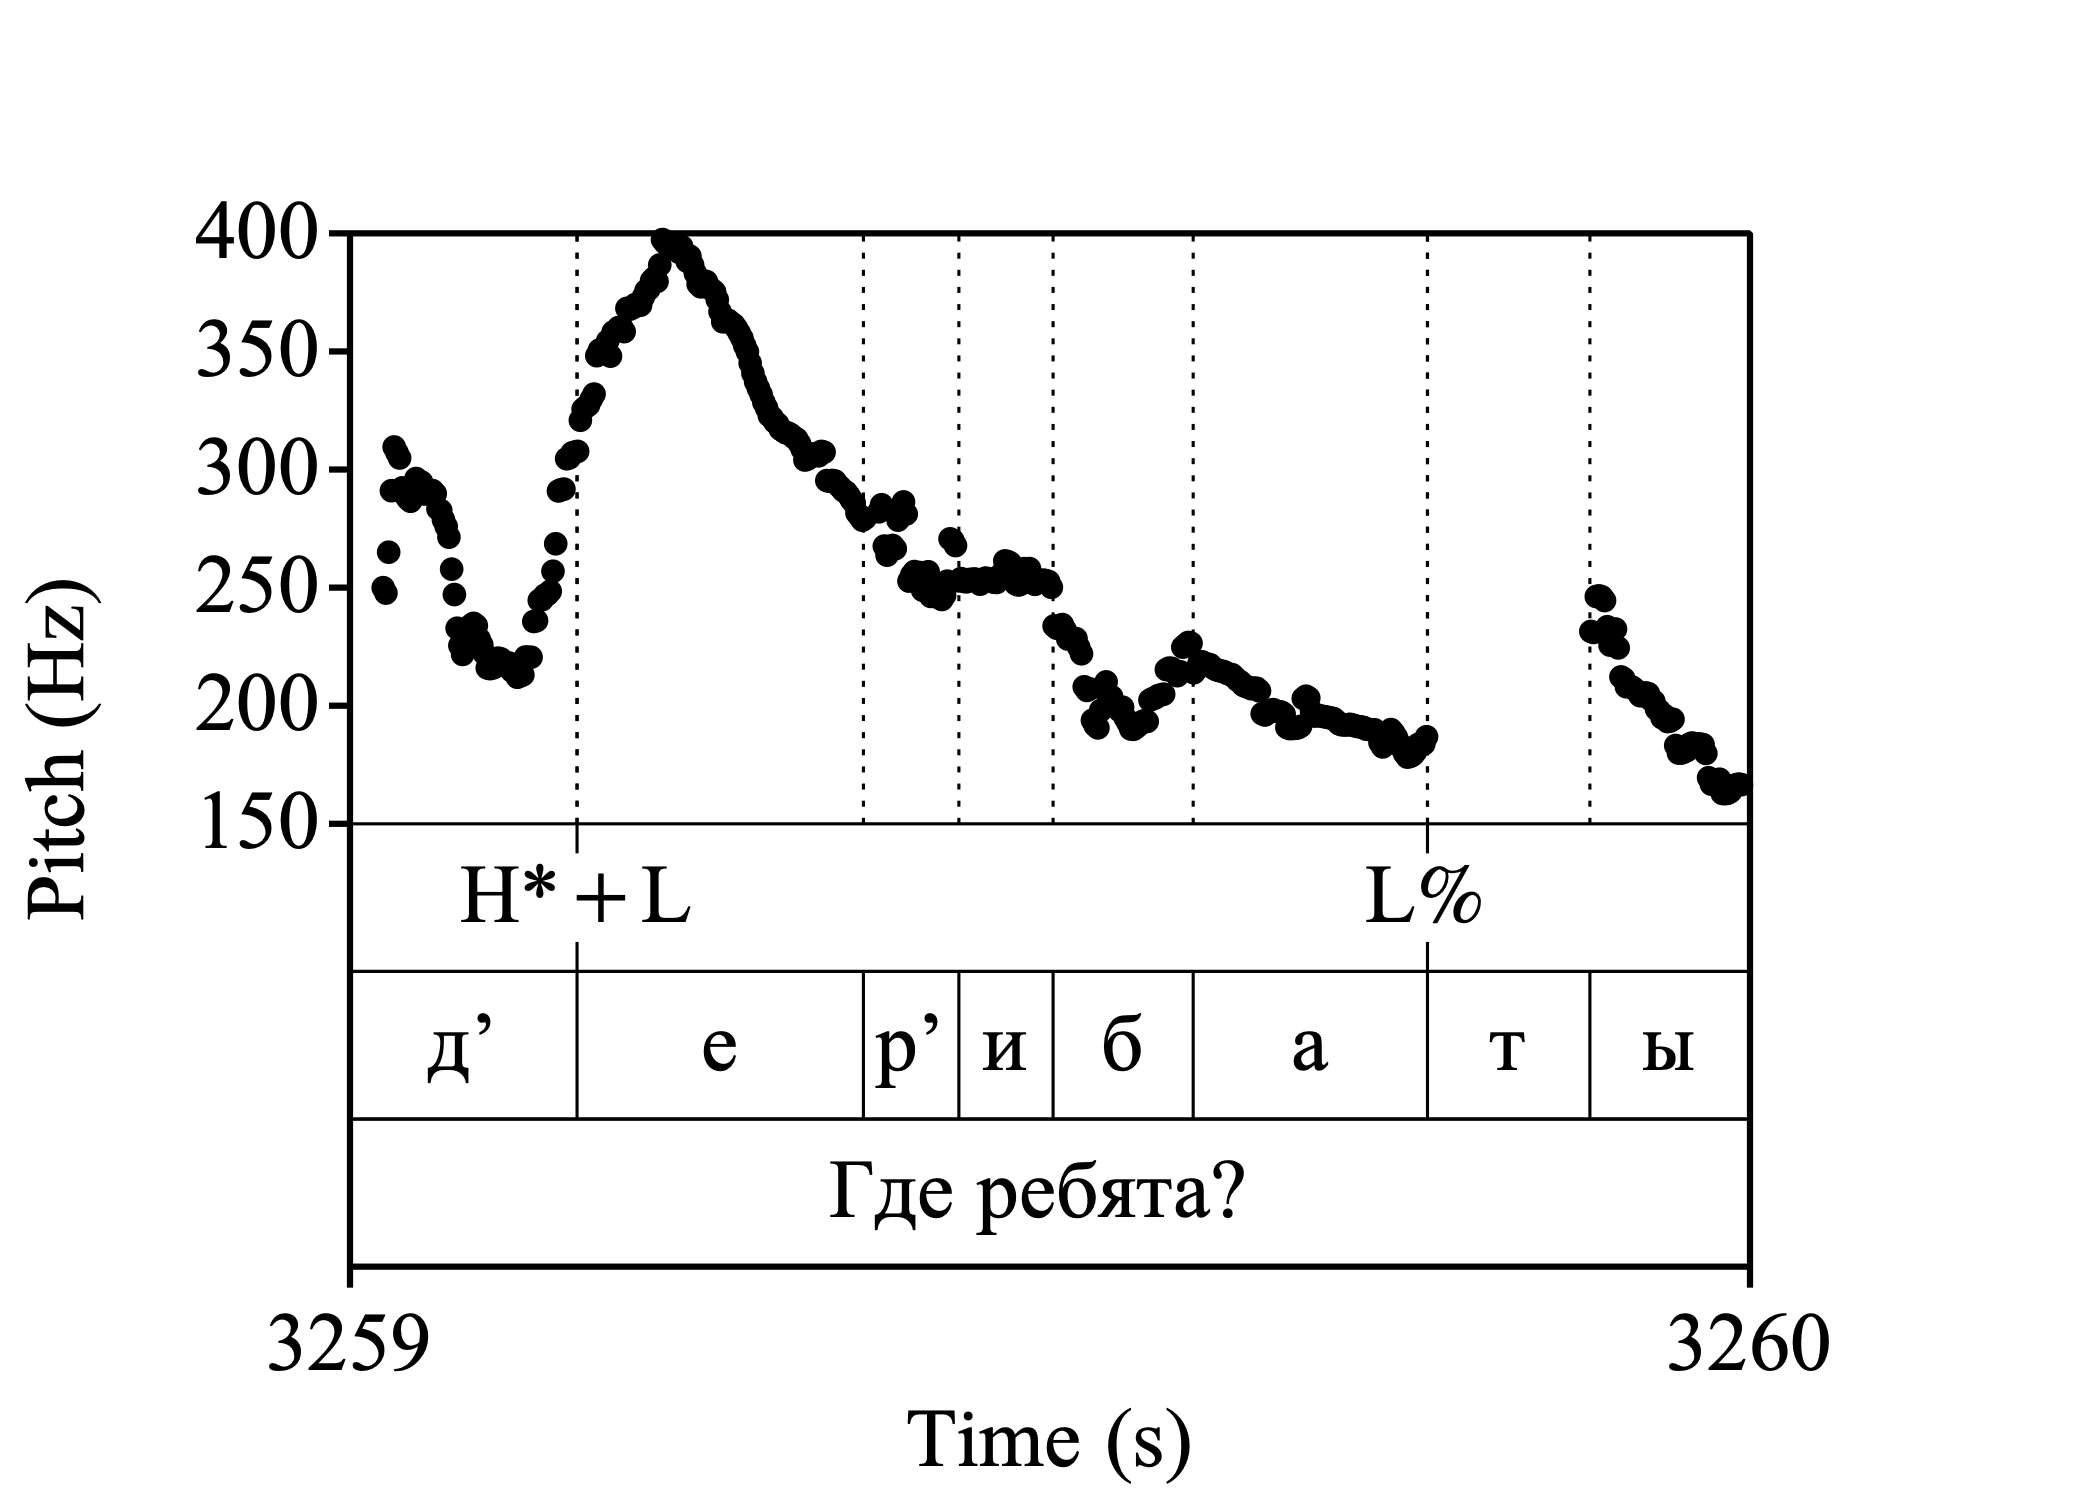 400
350
300
250
200
150
Pitch (Hz)
H* + L L%
д’ е р’ и б а т ы
Где ребята?
3259 3260
Time (s)